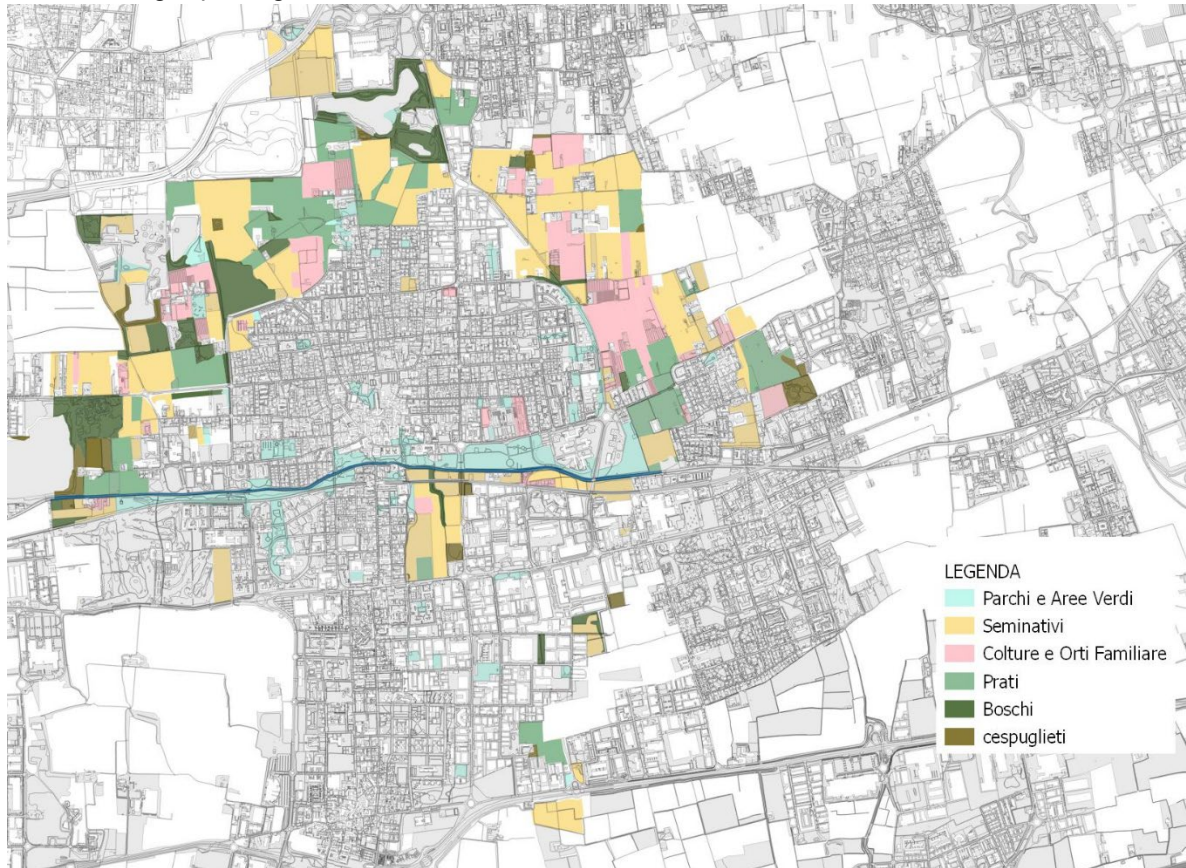 LEGENDA
Parchi e Aree Verdi
Seminativi
Colture e Orti Familiare
Prati
Boschi
cespuglieti